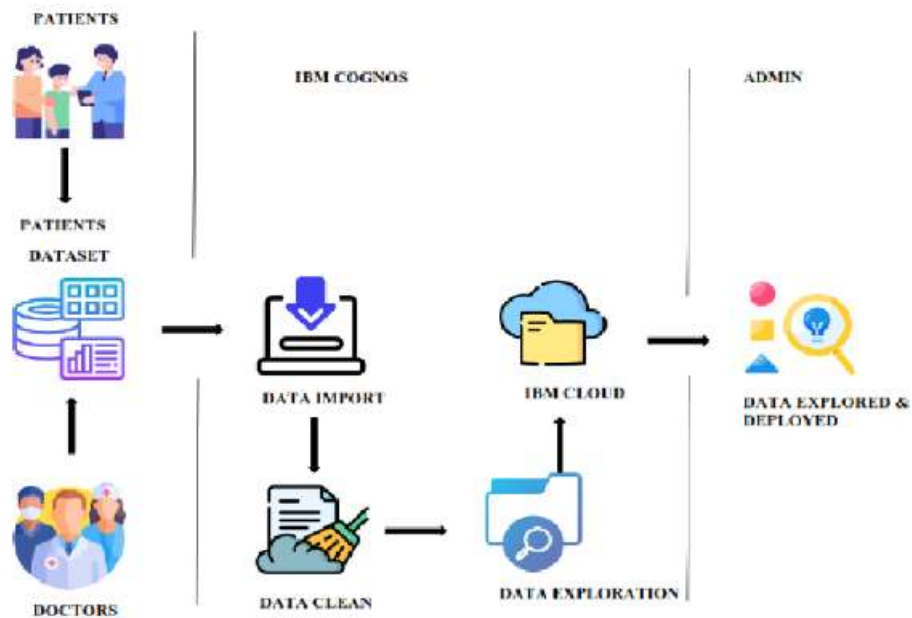 PATIENTS
IBM COGNOS
ADMIN
PATIENTS
DATASET
DATA IMPORT
IBM CLOUD
DATA EXPLORED &
DEPLOYED
DOCTORS
DATA CLEAN
DATA EXPLORATION